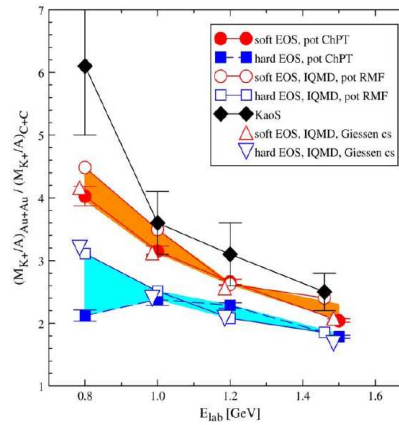 7
6
5
4
3
2
1
(M_K+/A)_Au+Au / (M_K+/A)_C+C
soft EOS, pot ChPT
hard EOS, pot ChPT
soft EOS, IQMD, pot RMF
hard EOS, IQMD, pot RMF
KaoS
soft EOS, IQMD, Giessen cs
hard EOS, IQMD, Giessen cs
0.8 1.0 1.2 1.4 1.6
E_lab [GeV]